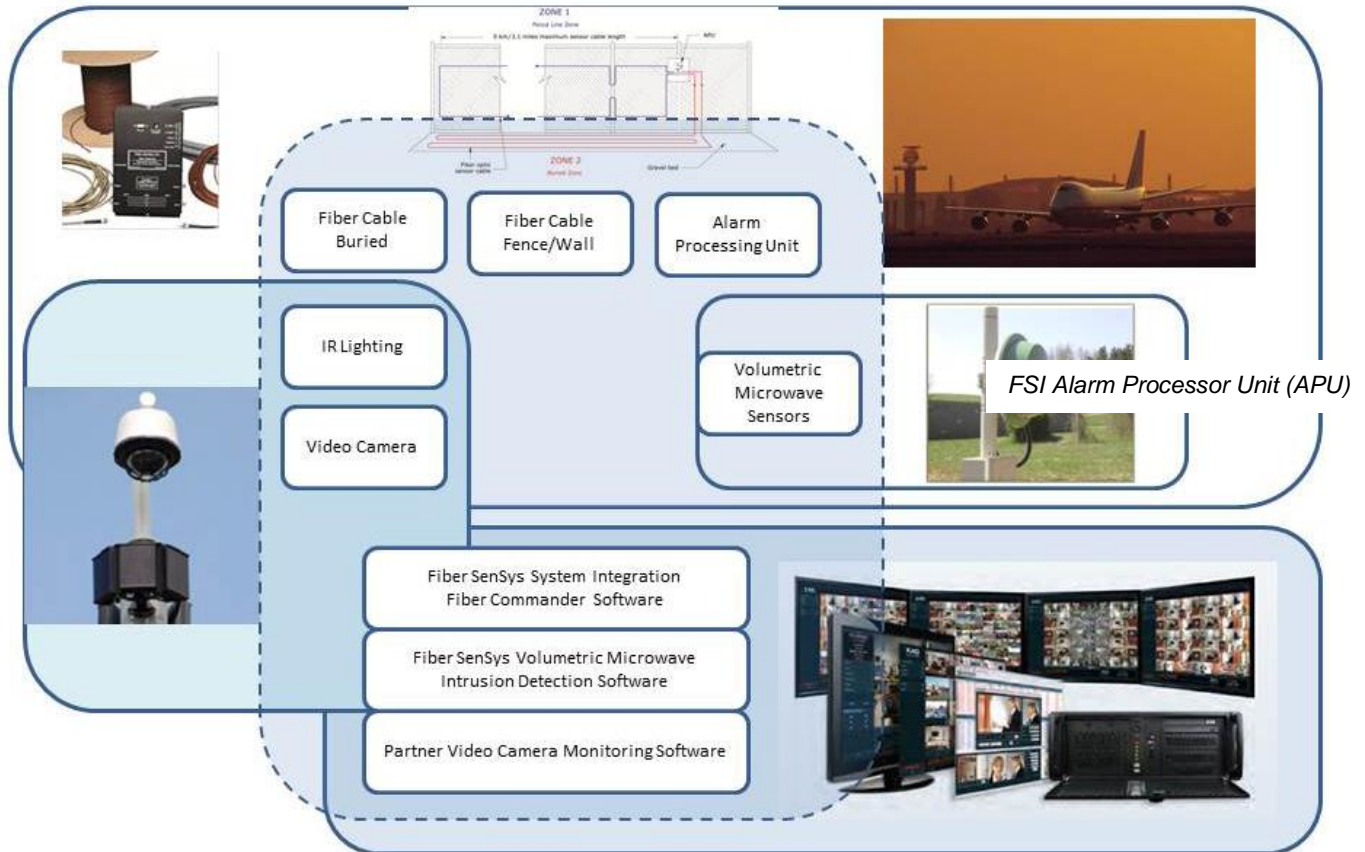 ZONE 1
Fence Line Zone
5 km/3.1 miles maximum sensor cable length
APU
Fiber optic
sensor cable
ZONE 2
Buried Zone
Gravel bed
Fiber Cable
Buried
Fiber Cable
Fence/Wall
Alarm
Processing Unit
IR Lighting
Volumetric
Microwave
Sensors
FSI Alarm Processor Unit (APU)
Video Camera
Fiber SenSys System Integration
Fiber Commander Software
Fiber SenSys Volumetric Microwave
Intrusion Detection Software
Partner Video Camera Monitoring Software